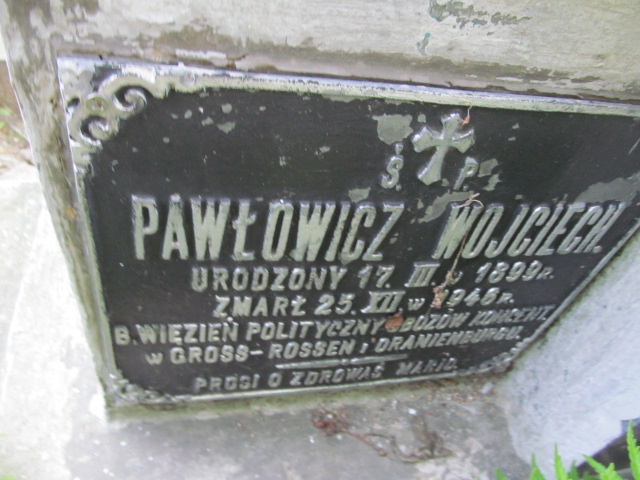 Ś. P.
PAWŁOWICZ WOJCIECH.
URODZONY 17. III w 1899 r.
ZMARŁ 25. XII w 1945 r.
B. WIĘZIEŃ POLITYCZNY OBOZÓW KONCENT.
w GROSS-ROSSEN i ORANIENBURGU.
PROSI O ZDROWAŚ MARIO.